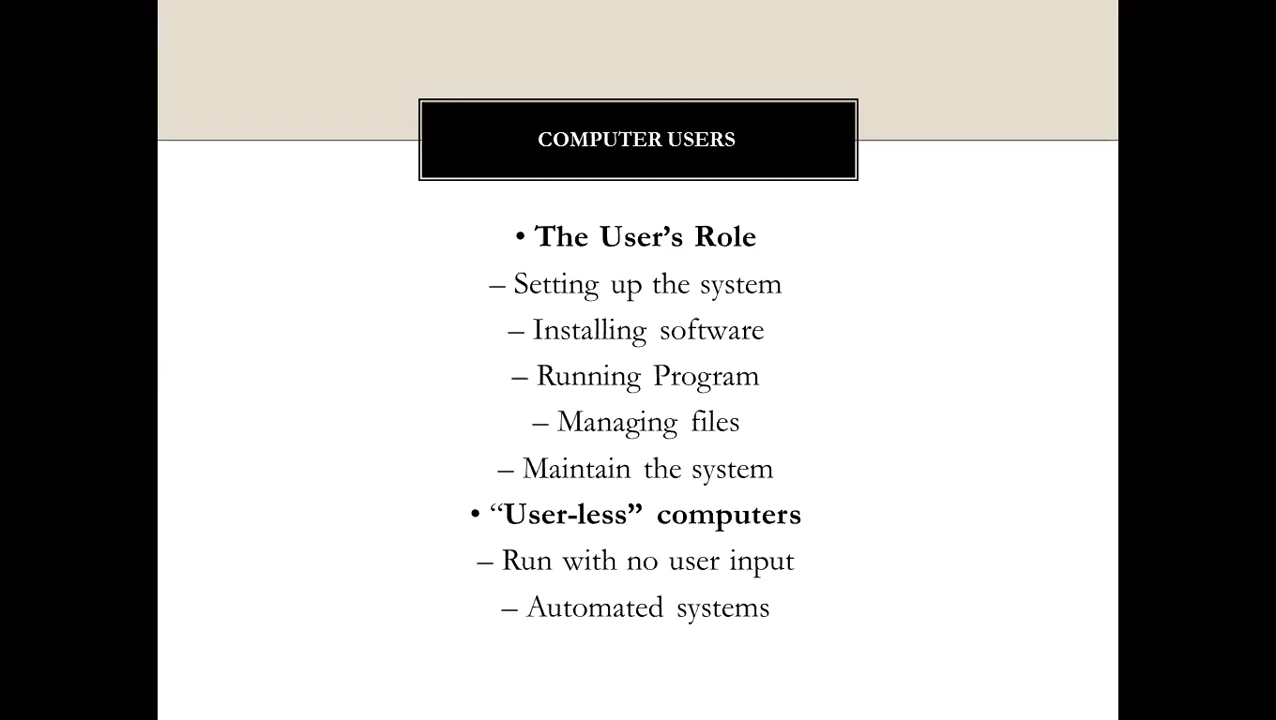 COMPUTER USERS
• The User’s Role
– Setting up the system
– Installing software
– Running Program
– Managing files
– Maintain the system
• “User-less” computers
– Run with no user input
– Automated systems